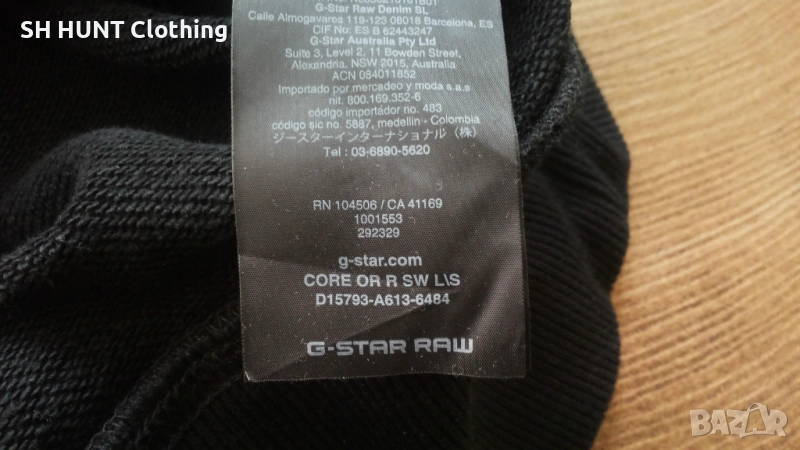 SH HUNT Clothing
G-Star Raw Denim SL
Calle Almogavares 119-123 08018 Barcelona, ES
CIF No: ES B 62443247
G-Star Australia Pty Ltd
Suite 3, Level 2, 11 Bowden Street,
Alexandria, NSW 2015, Australia
ACN 084011852
Importado por mercadeo y moda s.a.s
nit. 800.169.352-6
código importador no. 483
código sic no. 5887, medellin - Colombia
ジースターインターナショナル（株）
Tel : 03-6890-5620
RN 104506 / CA 41169
1001553
292329
g-star.com
CORE OR R SW L\S
D15793-A613-6484
G-STAR RAW
BAZAR